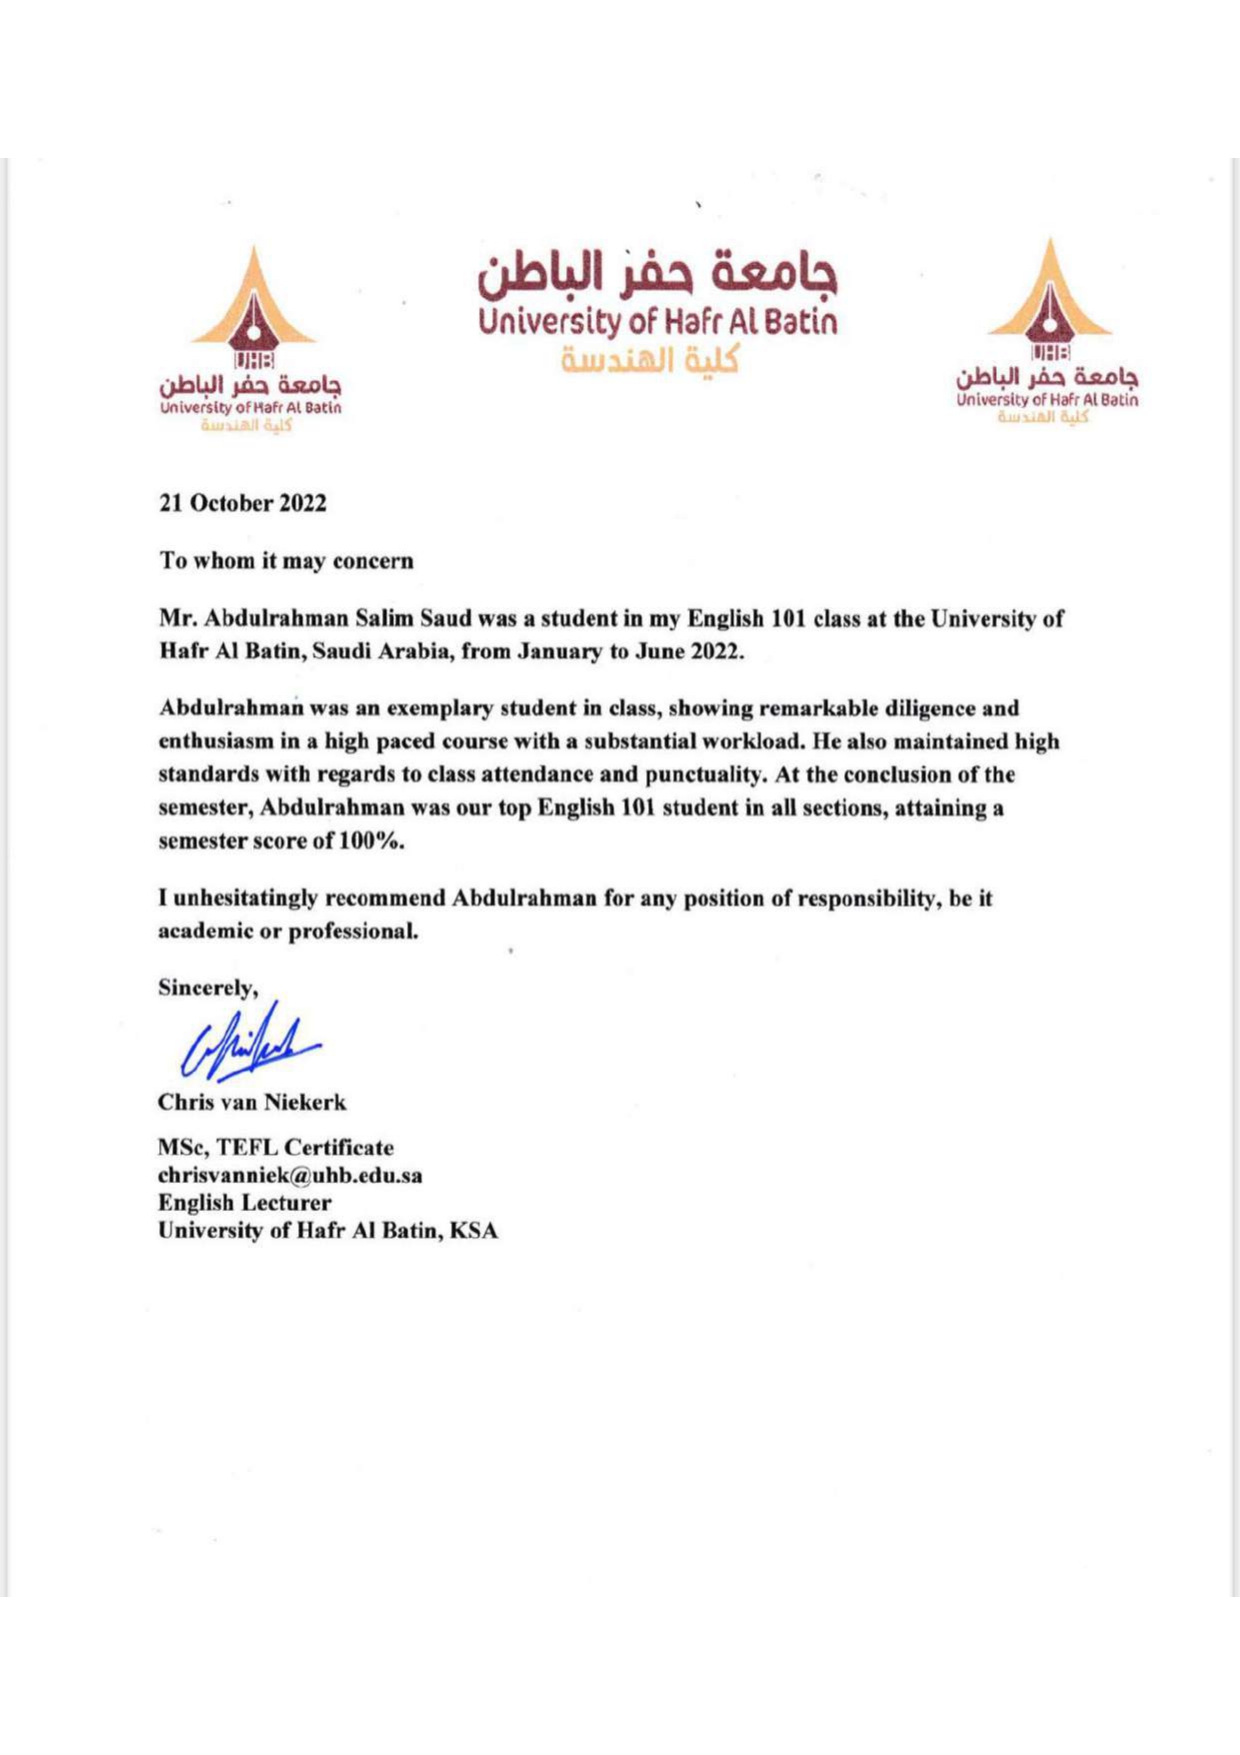 جامعة حفر الباطن
University of Hafr Al Batin
كلية الهندسة
UHB
جامعة حفر الباطن
University of Hafr Al Batin
كلية الهندسة
UHB
جامعة حفر الباطن
University of Hafr Al Batin
كلية الهندسة
21 October 2022
To whom it may concern
Mr. Abdulrahman Salim Saud was a student in my English 101 class at the University of
Hafr Al Batin, Saudi Arabia, from January to June 2022.
Abdulrahman was an exemplary student in class, showing remarkable diligence and
enthusiasm in a high paced course with a substantial workload. He also maintained high
standards with regards to class attendance and punctuality. At the conclusion of the
semester, Abdulrahman was our top English 101 student in all sections, attaining a
semester score of 100%.
I unhesitatingly recommend Abdulrahman for any position of responsibility, be it
academic or professional.
Sincerely,
Chris van Niekerk
MSc, TEFL Certificate
chrisvanniek@uhb.edu.sa
English Lecturer
University of Hafr Al Batin, KSA